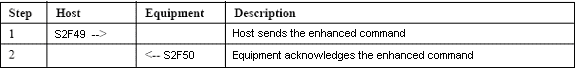 Step Host Equipment Description
1 S2F49 --> Host sends the enhanced command
2 <-- S2F50 Equipment acknowledges the enhanced command